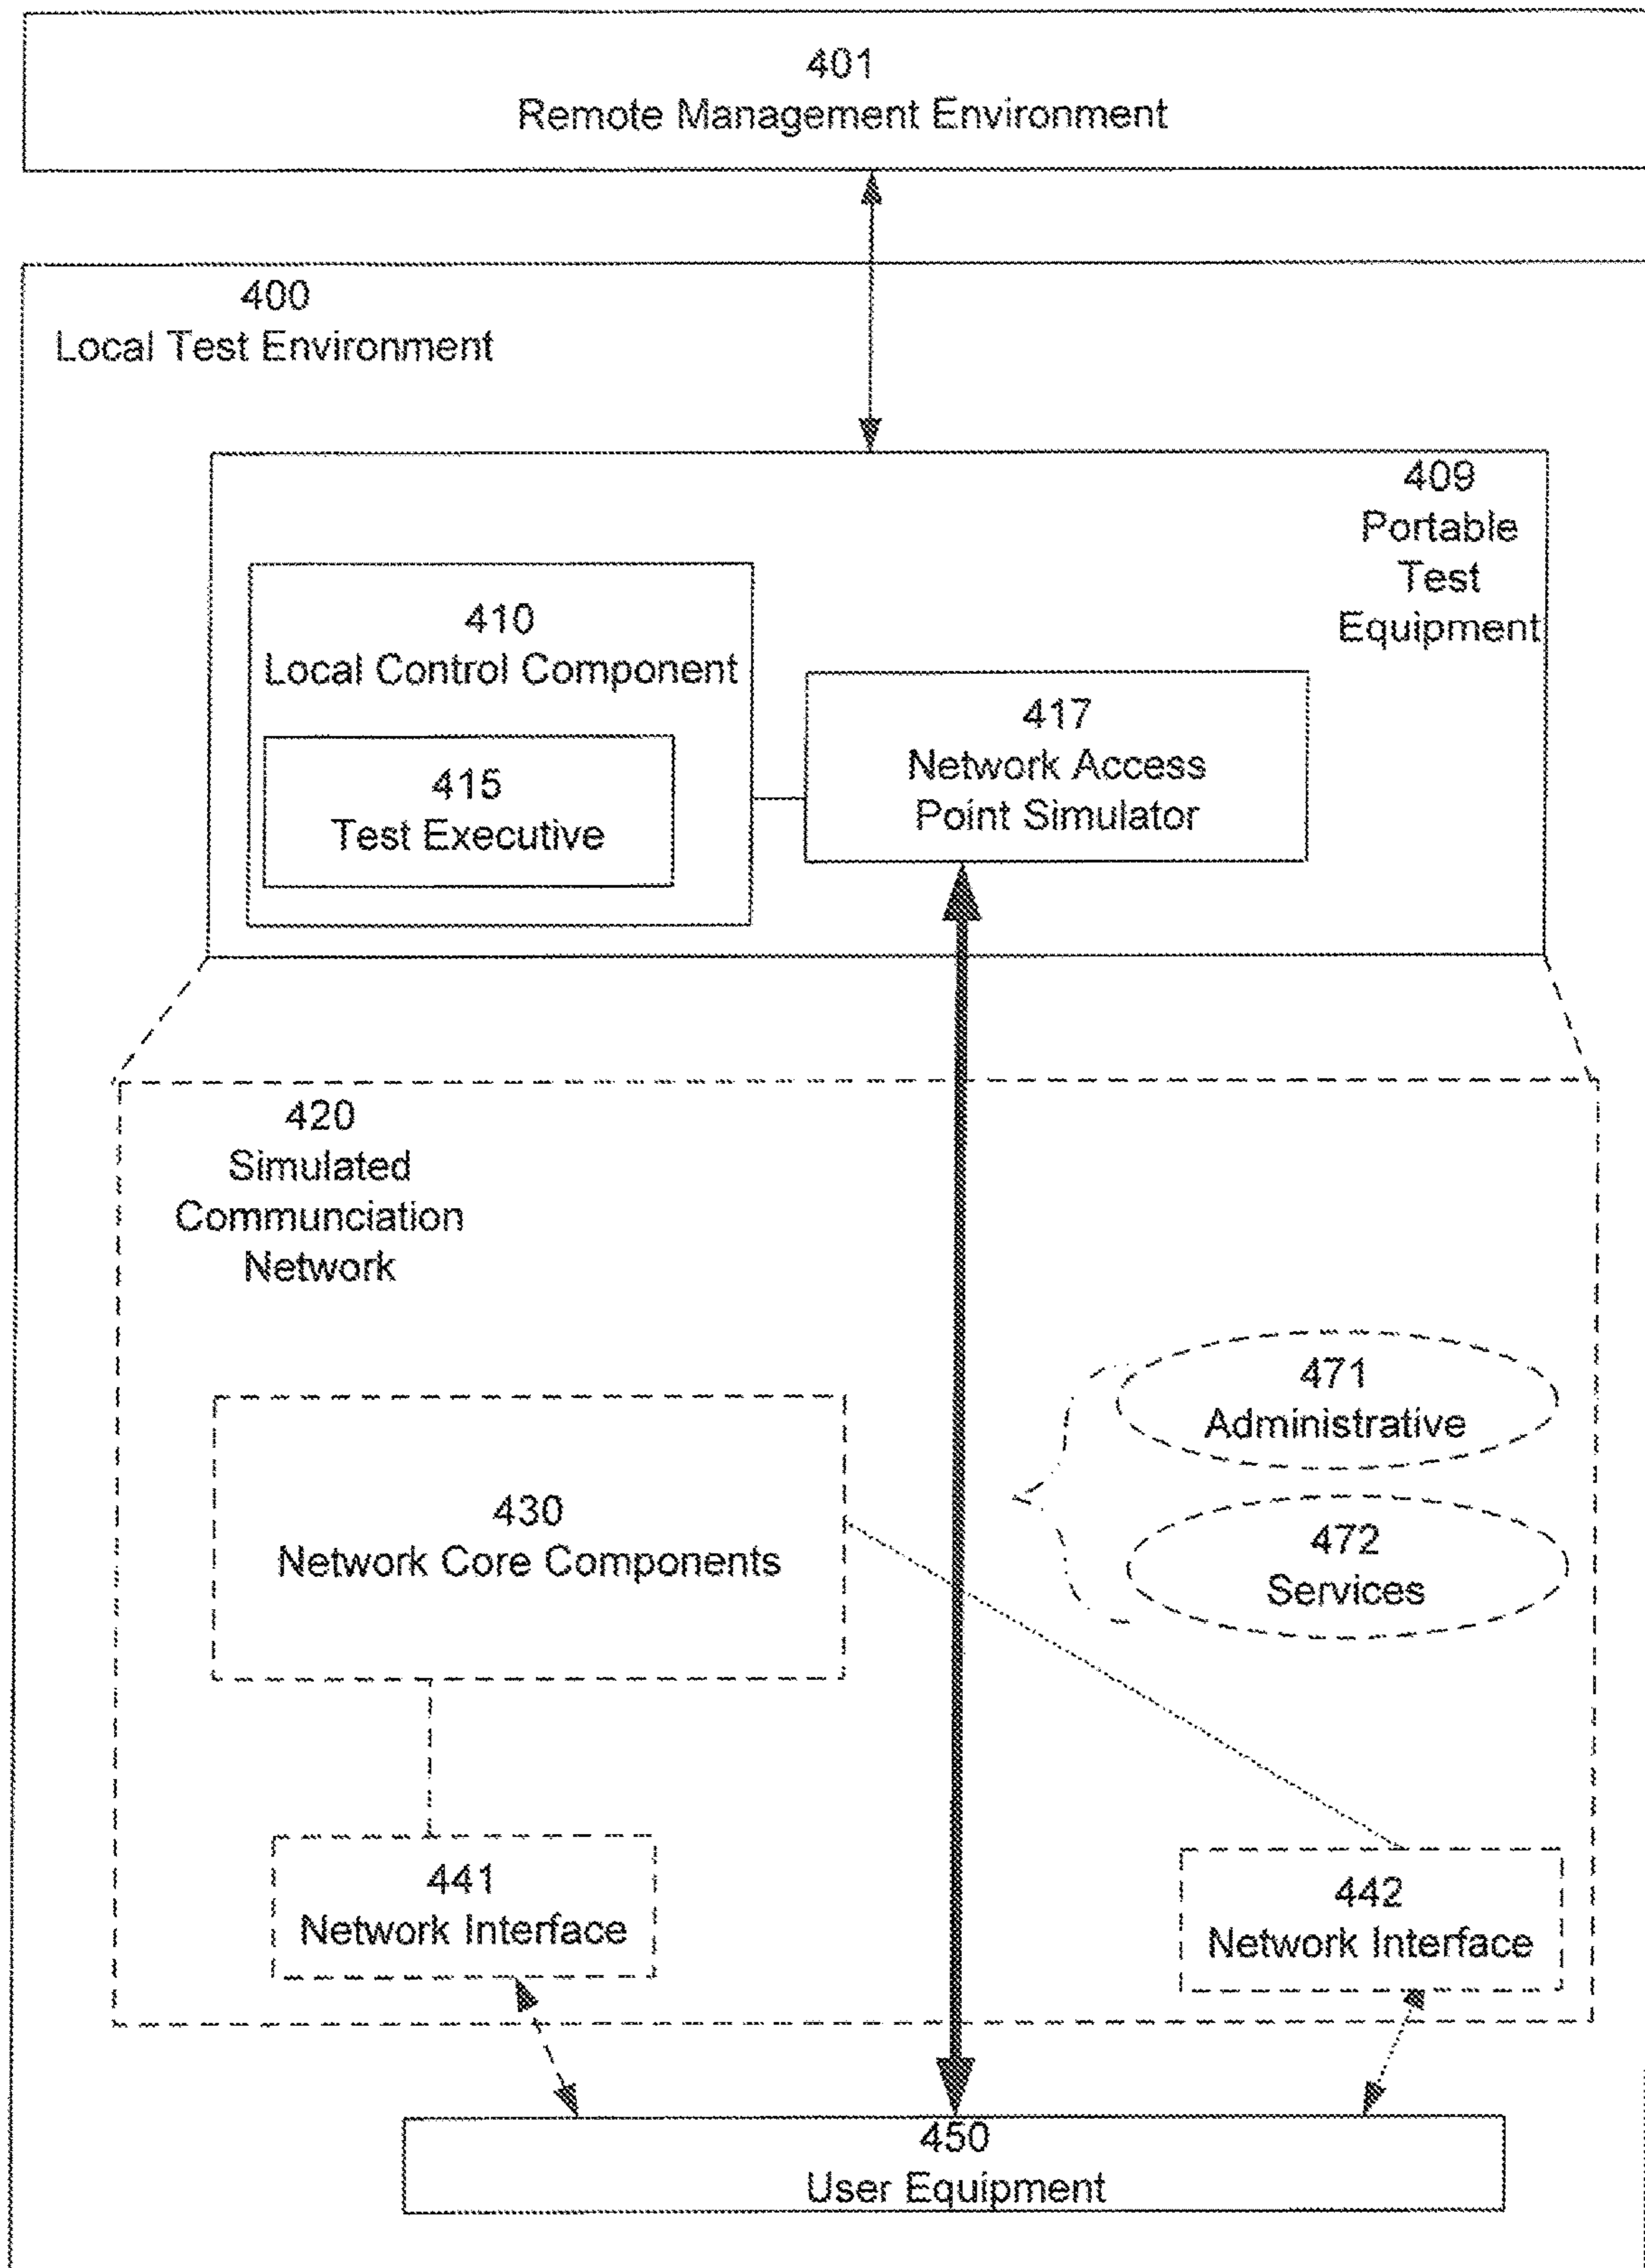 401
Remote Management Environment
400
Local Test Environment
409
Portable
Test
Equipment
410
Local Control Component
417
Network Access
Point Simulator
415
Test Executive
420
Simulated
Communciation
Network
471
Administrative
430
Network Core Components
472
Services
441
Network Interface
442
Network Interface
450
User Equipment